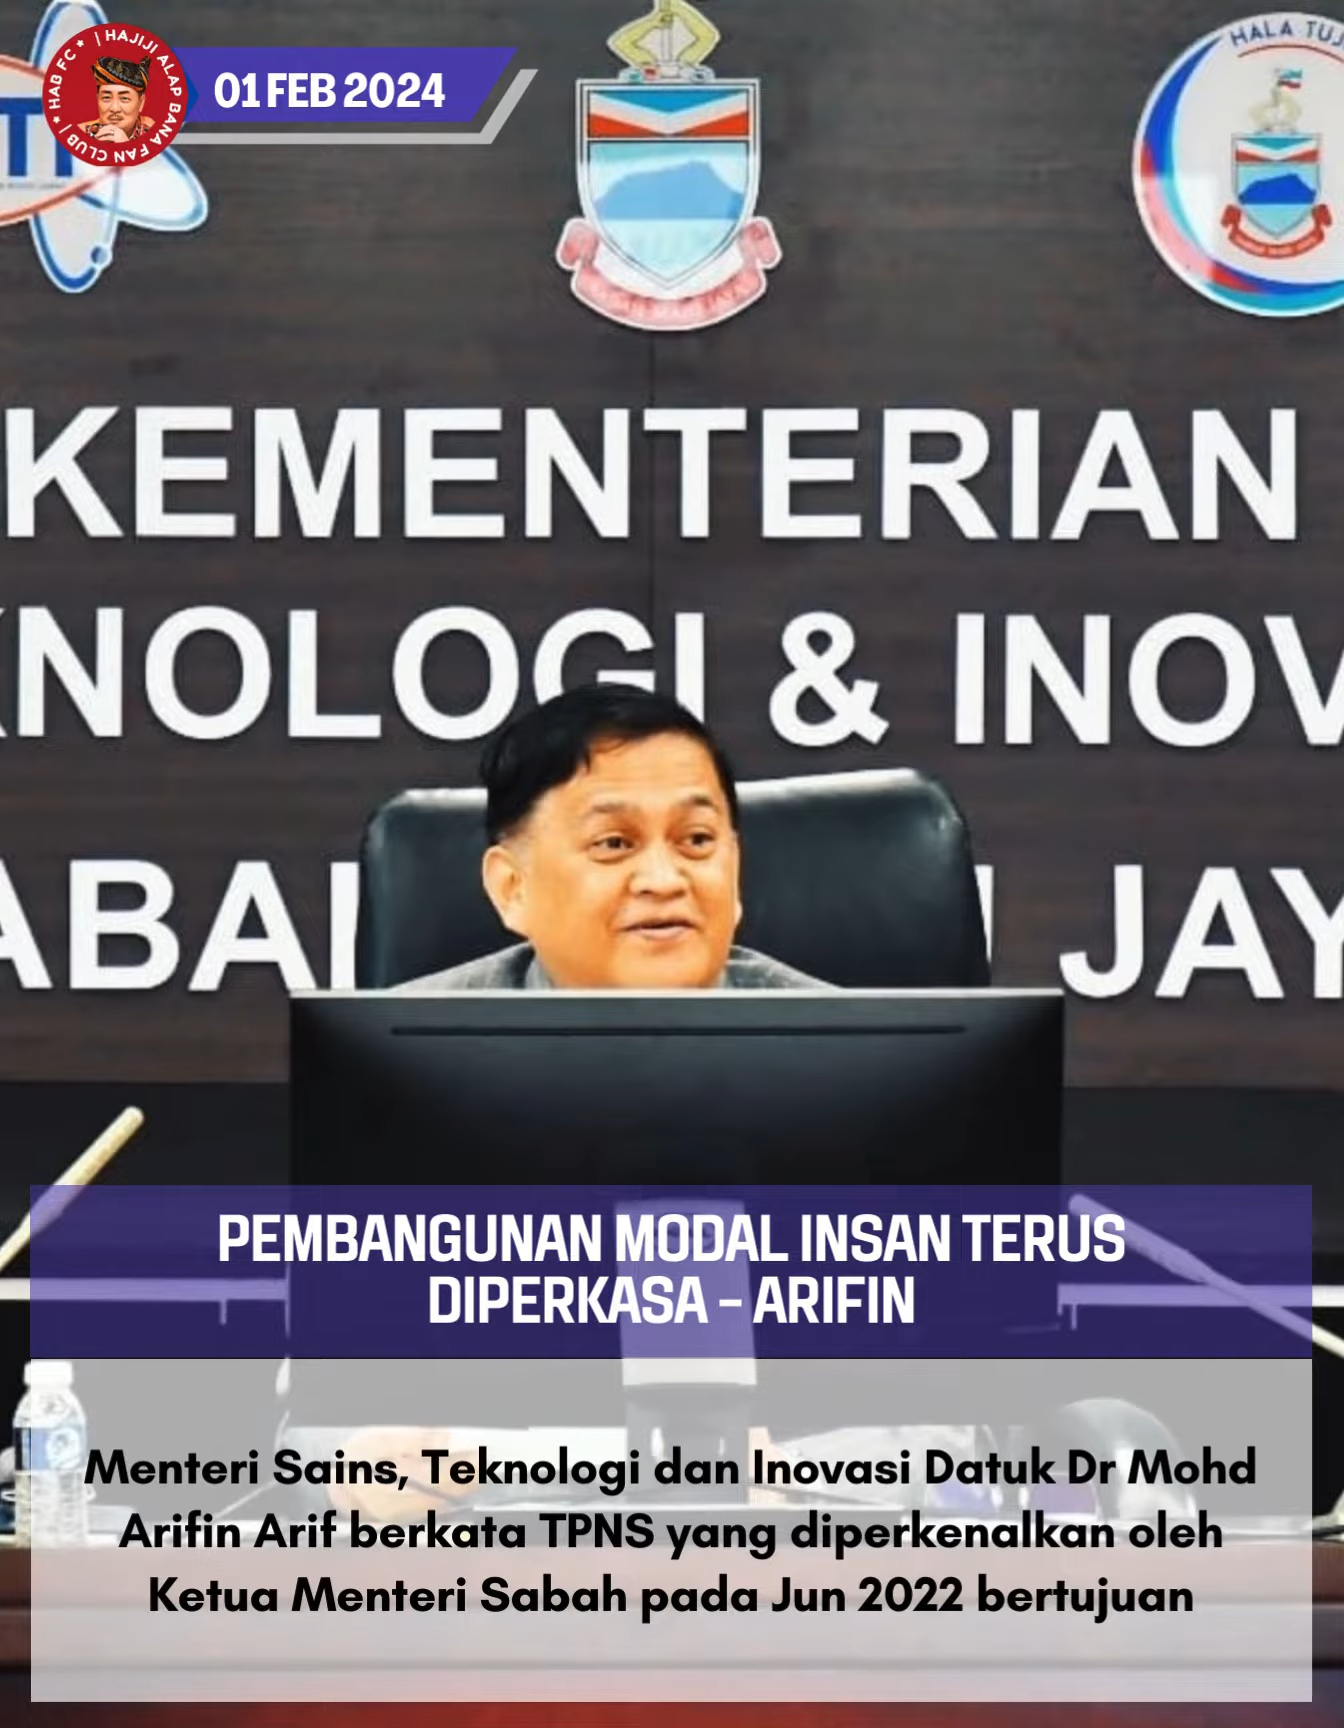 HAB FC ★ | HAJIJI ALAP BANA FAN CLUB | ★
01 FEB 2024
HALA TUJ
KEMENTERIAN
KNOLOGI & INOV
ABAH
JAY
PEMBANGUNAN MODAL INSAN TERUS
DIPERKASA – ARIFIN
Menteri Sains, Teknologi dan Inovasi Datuk Dr Mohd
Arifin Arif berkata TPNS yang diperkenalkan oleh
Ketua Menteri Sabah pada Jun 2022 bertujuan